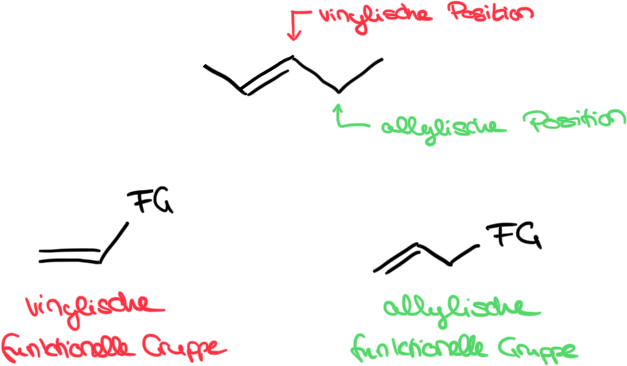 vinylische Position
allylische Position
FG
FG
vinylische
funktionelle Gruppe
allylische
funktionelle Gruppe